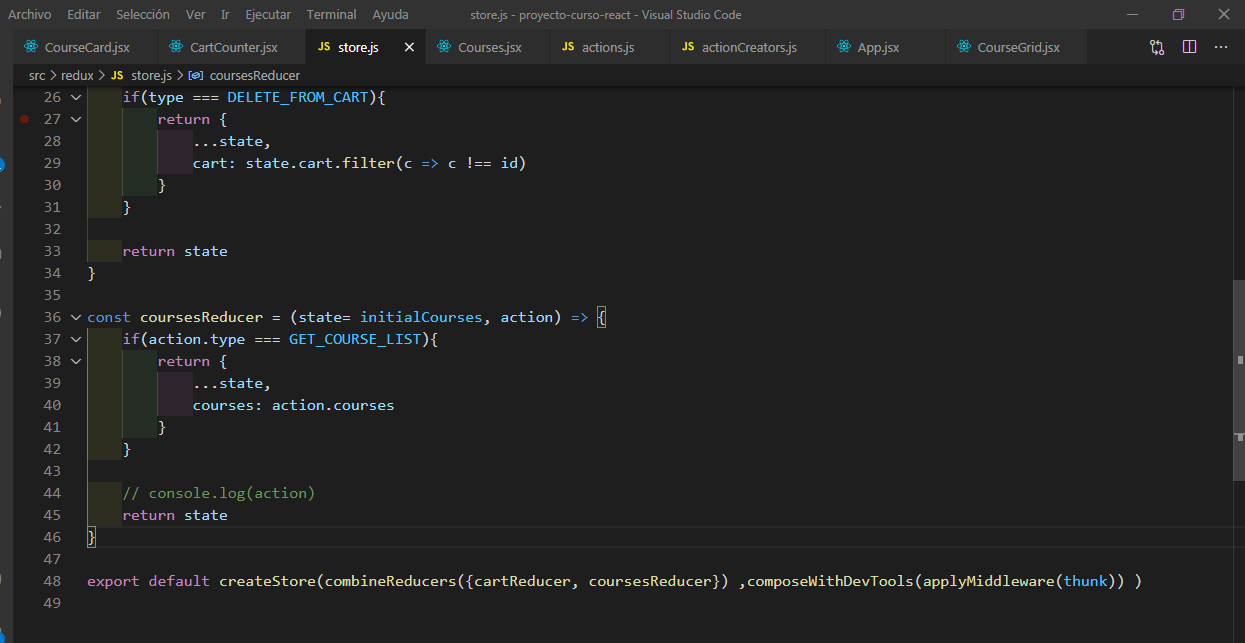 Archivo Editar Selección Ver Ir Ejecutar Terminal Ayuda store.js - proyecto-curso-react - Visual Studio Code
CourseCard.jsx CartCounter.jsx JS store.js Courses.jsx JS actions.js JS actionCreators.js App.jsx CourseGrid.jsx
src > redux > JS store.js > coursesReducer
26 if(type === DELETE_FROM_CART){
27 return {
28 ...state,
29 cart: state.cart.filter(c => c !== id)
30 }
31 }
32
33 return state
34 }
35
36 const coursesReducer = (state= initialCourses, action) => {
37 if(action.type === GET_COURSE_LIST){
38 return {
39 ...state,
40 courses: action.courses
41 }
42 }
43
44 // console.log(action)
45 return state
46 }
47
48 export default createStore(combineReducers({cartReducer, coursesReducer}) ,composeWithDevTools(applyMiddleware(thunk)) )
49